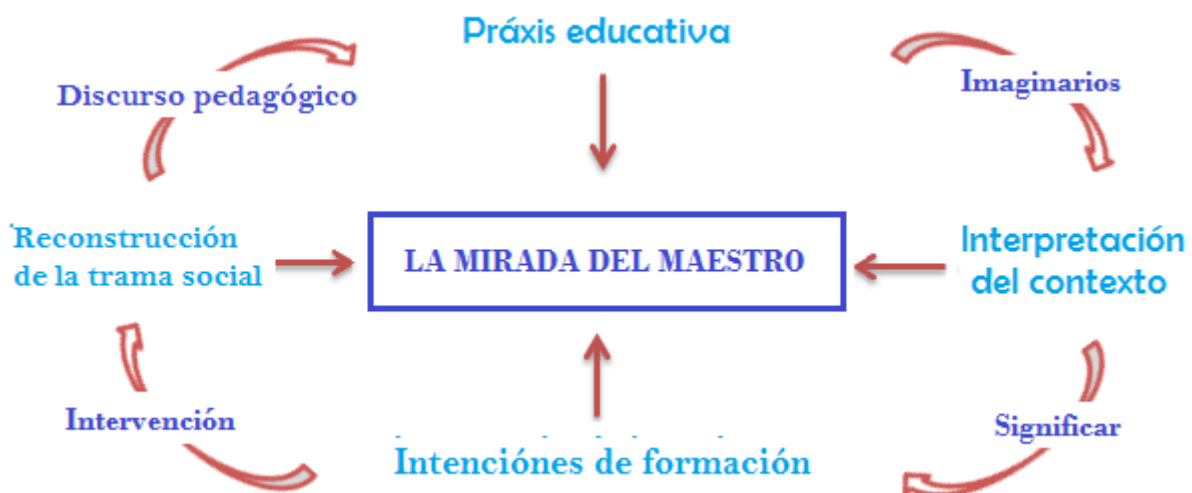 Práxis educativa
Imaginarios
Discurso pedagógico
Reconstrucción
de la trama social
LA MIRADA DEL MAESTRO
Interpretación
del contexto
Intervención
Significar
Intenciónes de formación